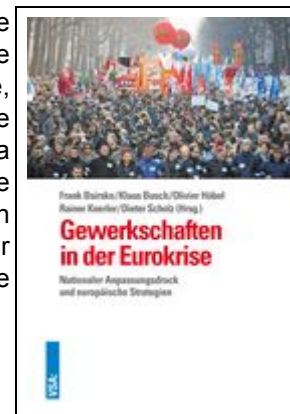 e
e
e,
e
a
e
n
r
e
Frank Bsirske/Klaus Busch/Olivier Höbel
Rainer Knerler/Dieter Scholz (Hrsg.)
Gewerkschaften
in der Eurokrise
Nationaler Anpassungsdruck
und europäische Strategien
VSA: